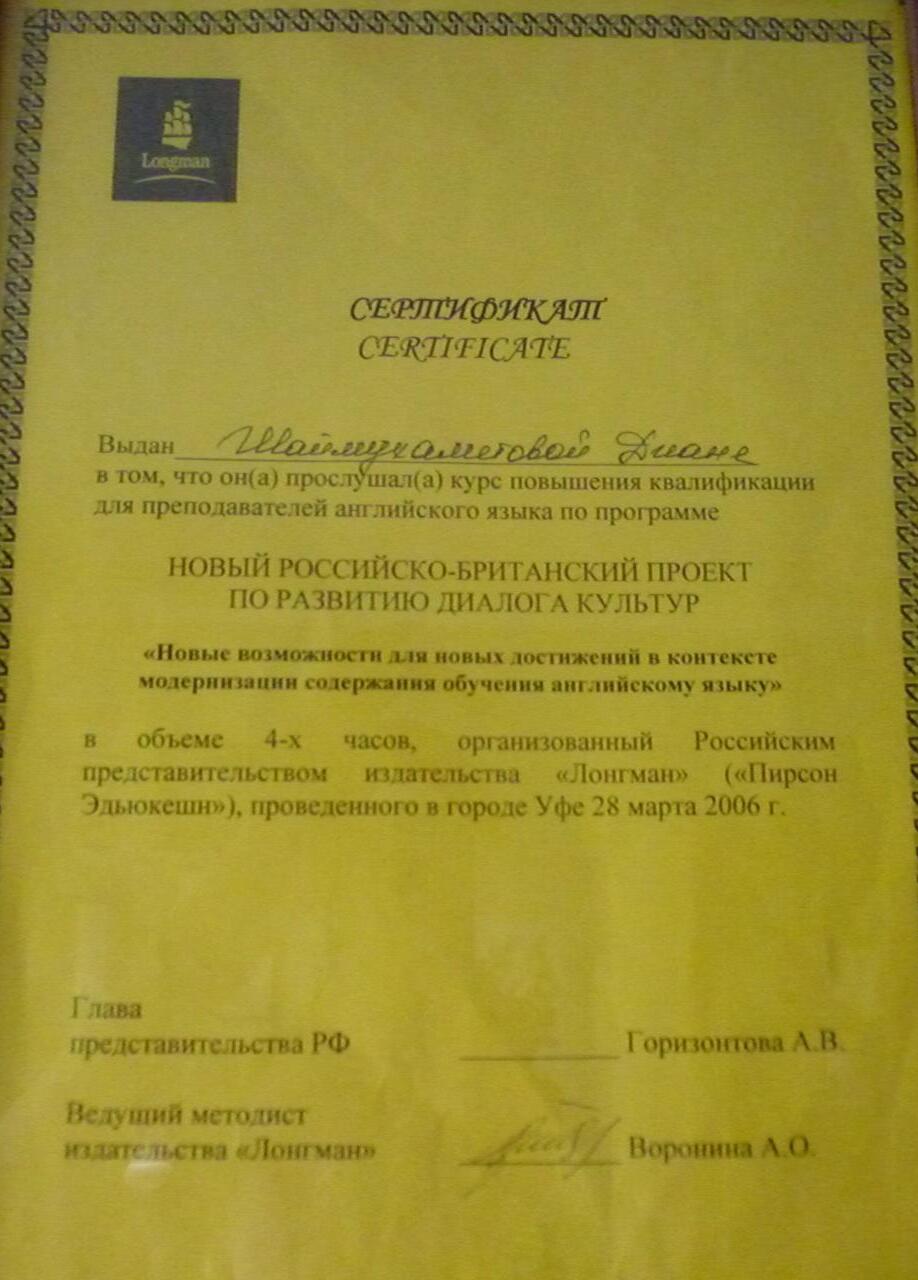 Longman
СЕРТИФИКАТ
CERTIFICATE
Выдан Шаймухаметовой Диане
в том, что он(а) прослушал(а) курс повышения квалификации
для преподавателей английского языка по программе
НОВЫЙ РОССИЙСКО-БРИТАНСКИЙ ПРОЕКТ
ПО РАЗВИТИЮ ДИАЛОГА КУЛЬТУР
«Новые возможности для новых достижений в контексте
модернизации содержания обучения английскому языку»
в объеме 4-х часов, организованный Российским
представительством издательства «Лонгман» («Пирсон
Эдьюкешн»), проведенного в городе Уфе 28 марта 2006 г.
Глава
представительства РФ Горизонтова А.В.
Ведущий методист
издательства «Лонгман» Воронина А.О.